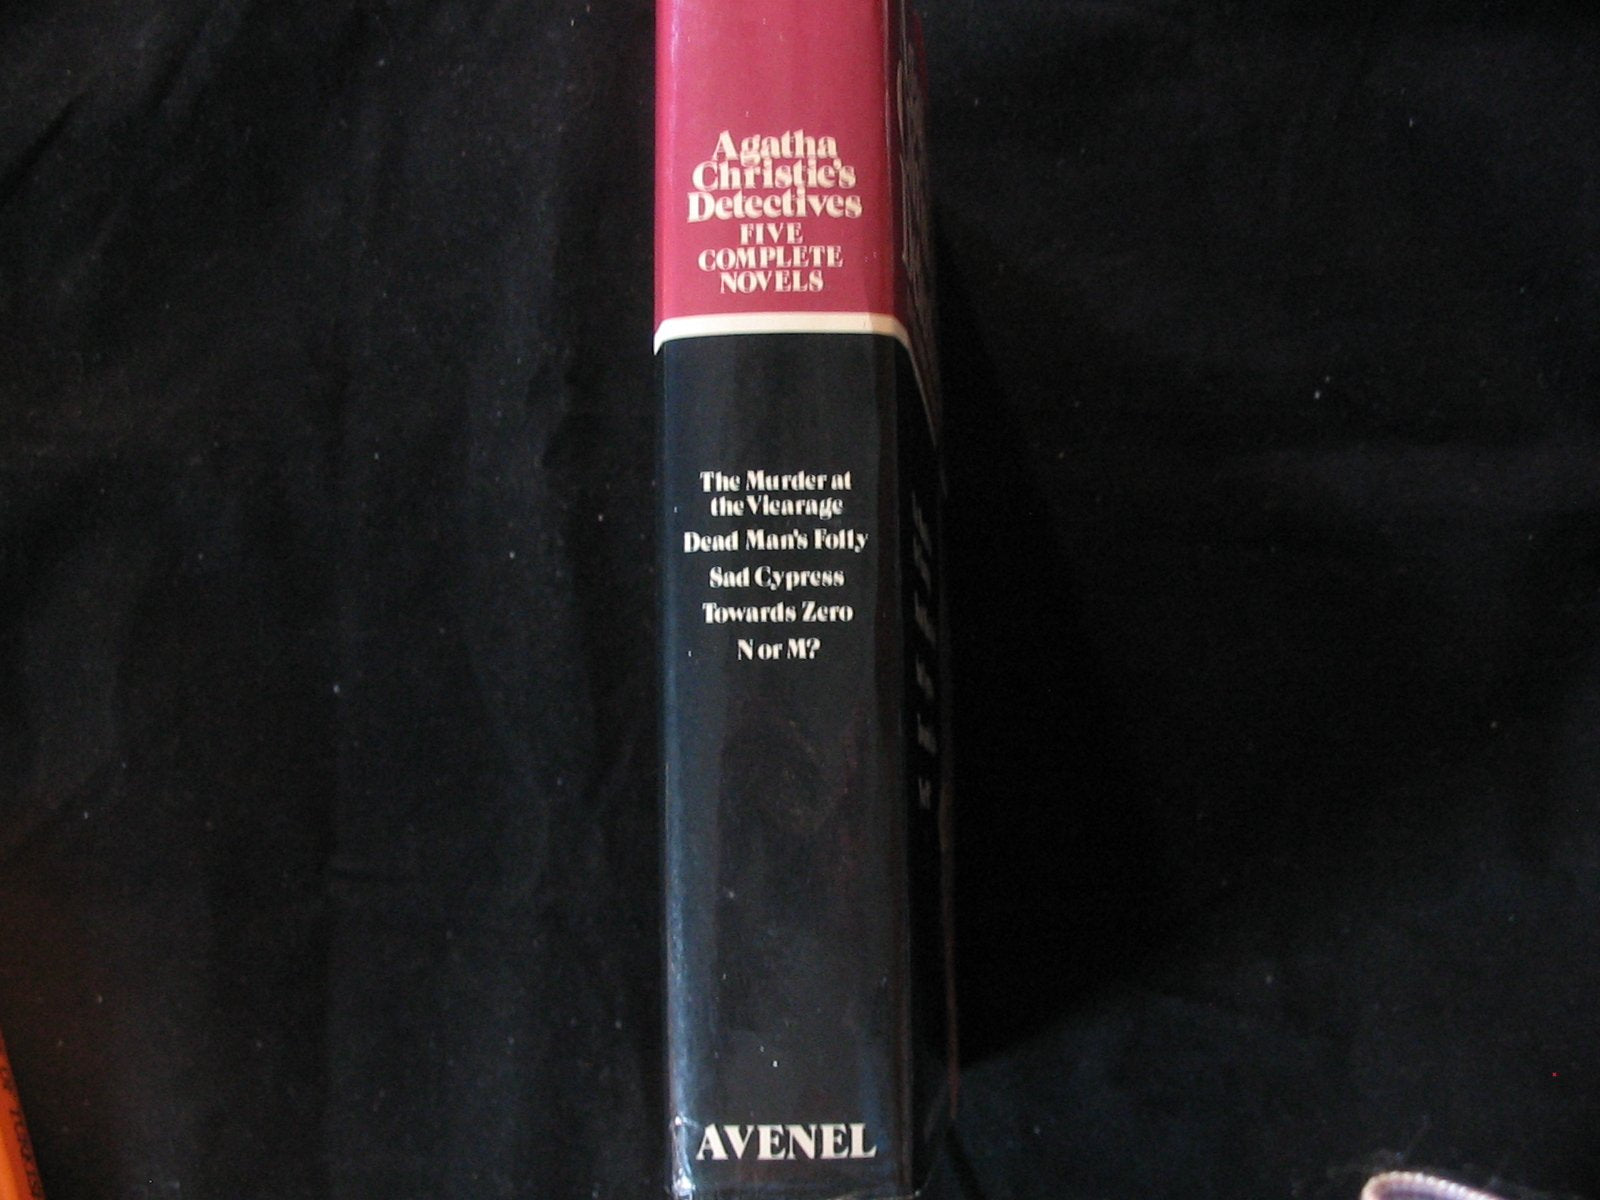 Agatha
Christie's
Detectives
FIVE
COMPLETE
NOVELS
The Murder at
the Vicarage
Dead Man's Folly
Sad Cypress
Towards Zero
N or M?
AVENEL